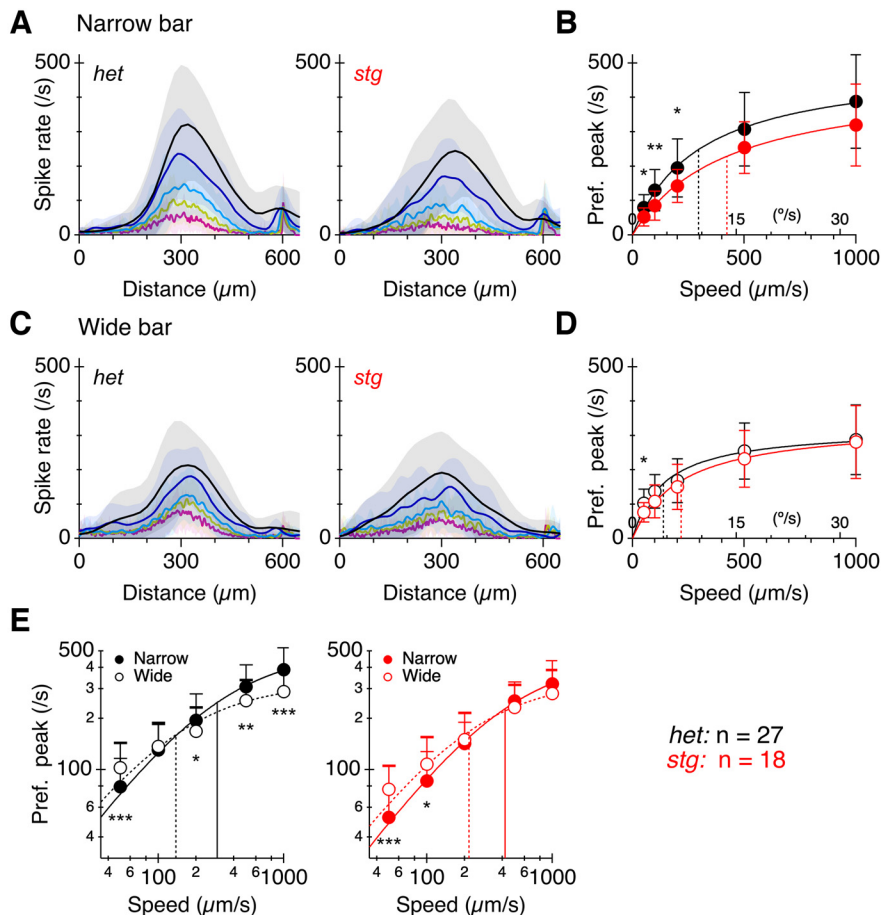 A Narrow bar B
500
het
stg
Spike rate (/s)
0
0 300 600
0 300 600
Distance (µm)
Distance (µm)
500
Pref. peak (/s)
*
**
*
0
0 15 (º/s) 30
0 500 1000
Speed (µm/s)
C Wide bar D
500
het
stg
Spike rate (/s)
0
0 300 600
0 300 600
Distance (µm)
Distance (µm)
500
Pref. peak (/s)
*
0
0 15 (º/s) 30
0 500 1000
Speed (µm/s)
E
500
4
3
2
100
6
4
Pref. peak (/s)
Narrow
Wide
***
*
**
***
4 6 100 2 4 6 1000
Speed (µm/s)
500
4
3
2
100
6
4
Narrow
Wide
***
*
4 6 100 2 4 6 1000
Speed (µm/s)
het: n = 27
stg: n = 18